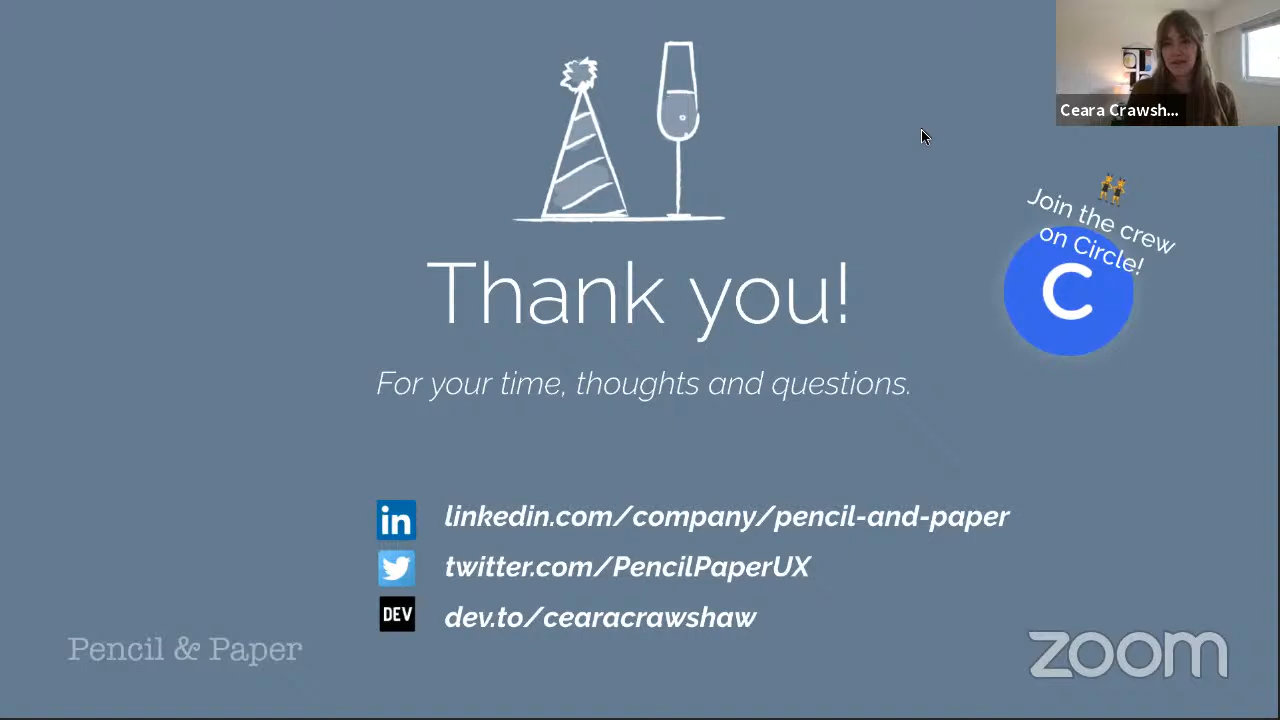 Ceara Crawsh...
Join the crew
on Circle!
C
Thank you!
For your time, thoughts and questions.
in
linkedin.com/company/pencil-and-paper
twitter.com/PencilPaperUX
DEV
dev.to/cearacrawshaw
Pencil & Paper
zoom